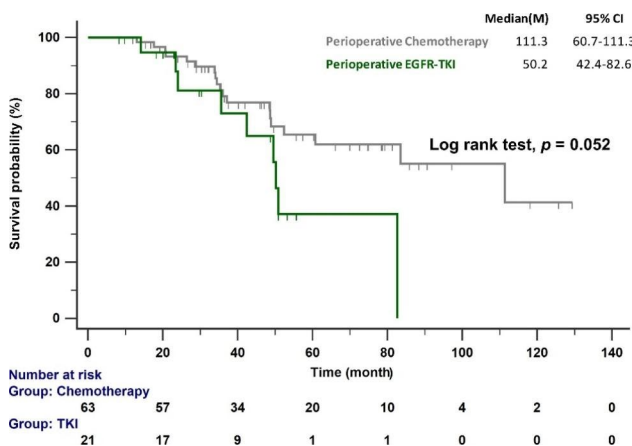 Median(M) 95% CI
Perioperative Chemotherapy 111.3 60.7-111.3
Perioperative EGFR-TKI 50.2 42.4-82.6
Log rank test, p = 0.052
Survival probability (%)
100
80
60
40
20
0
0 20 40 60 80 100 120 140
Time (month)
Number at risk
Group: Chemotherapy
63 57 34 20 10 4 2 0
Group: TKI
21 17 9 1 1 0 0 0